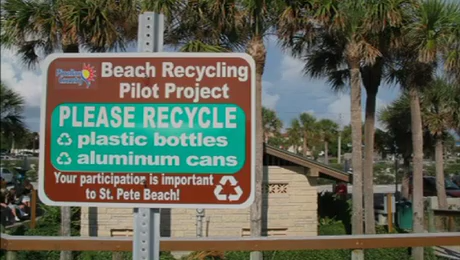 Beach Recycling
Pilot Project
PLEASE RECYCLE
plastic bottles
aluminum cans
Your participation is important
to St. Pete Beach!